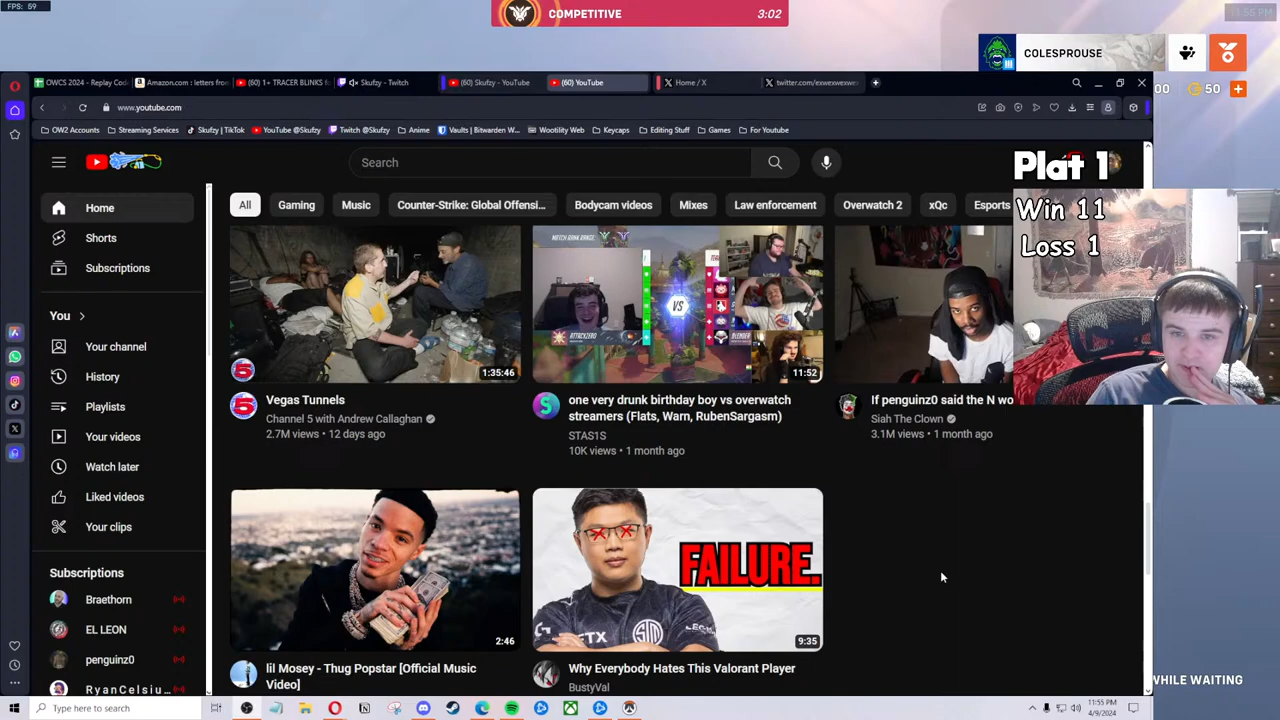 FPS: 59
COMPETITIVE
3:02
11:55 PM
COLESPROUSE
50
OWCS 2024 - Replay Cod
Amazon.com : letters fro
(60) 1+ TRACER BLINKS f
Skufzy - Twitch
(60) Skufzy - YouTube
(60) YouTube
Home / X
twitter.com/exwexwexwe
www.youtube.com
OW2 Accounts
Streaming Services
Skufzy | TikTok
YouTube @Skufzy
Twitch @Skufzy
Anime
Vaults | Bitwarden W...
Wootility Web
Keycaps
Editing Stuff
Games
For Youtube
Search
Plat 1
Win 11
Loss 1
Home
Shorts
Subscriptions
You
Your channel
History
Playlists
Your videos
Watch later
Liked videos
Your clips
Subscriptions
Braethorn
EL LEON
penguinz0
RyanCelsiu...
All
Gaming
Music
Counter-Strike: Global Offensi...
Bodycam videos
Mixes
Law enforcement
Overwatch 2
xQc
Esports
1:35:46
VS
11:52
Vegas Tunnels
Channel 5 with Andrew Callaghan
2.7M views • 12 days ago
one very drunk birthday boy vs overwatch
streamers (Flats, Warn, RubenSargasm)
STAS1S
10K views • 1 month ago
If penguinz0 said the N wo
Siah The Clown
3.1M views • 1 month ago
2:46
FAILURE.
TSM
9:35
lil Mosey - Thug Popstar [Official Music
Video]
Why Everybody Hates This Valorant Player
BustyVal
WHILE WAITING
Type here to search
11:55 PM
4/9/2024